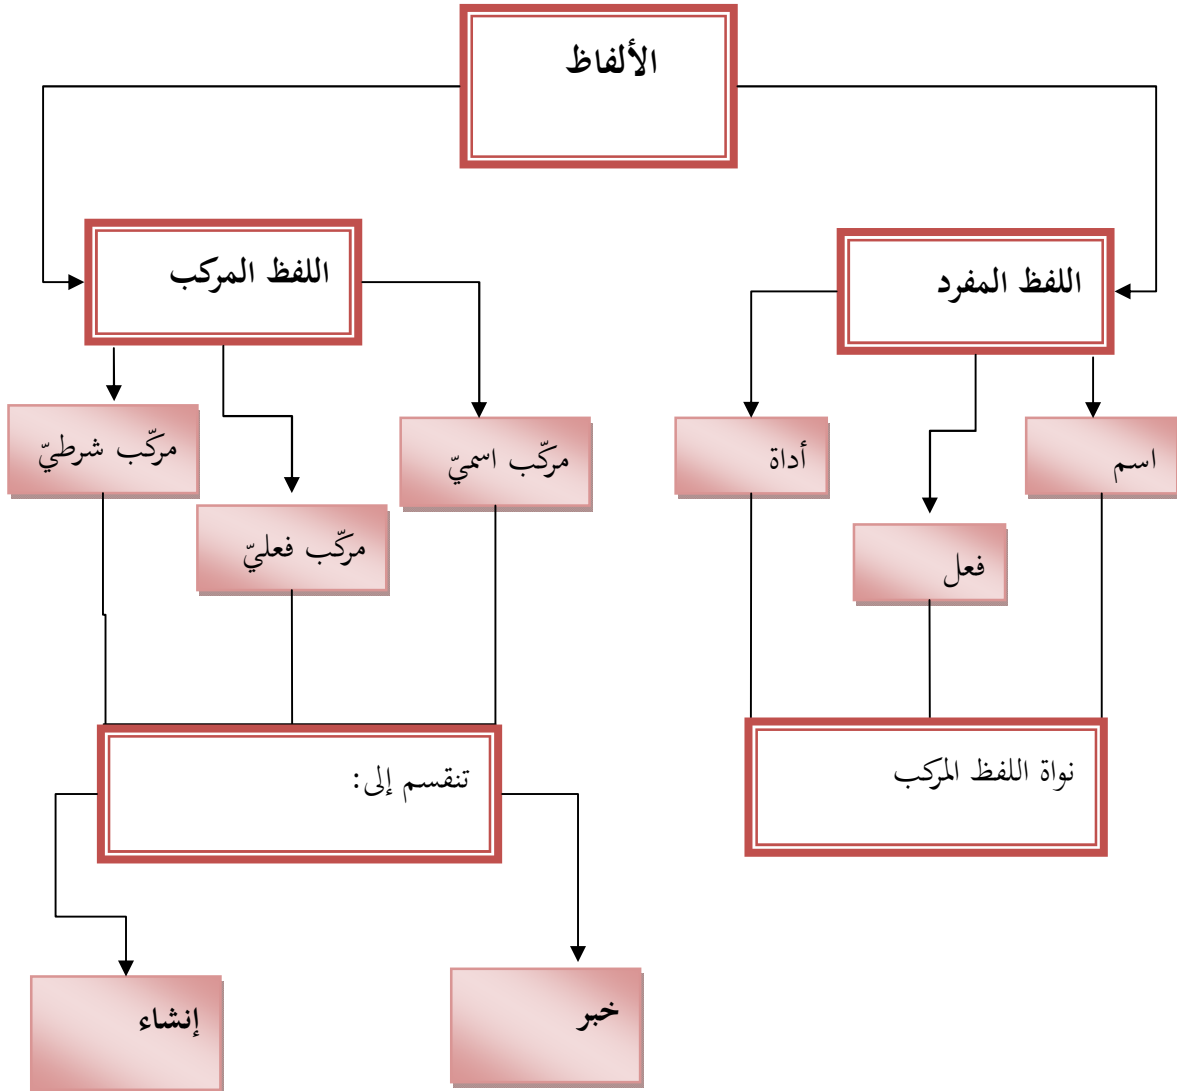 الألفاظ
اللفظ المفرد
اللفظ المركب
اسم
فعل
أداة
مركّب اسميّ
مركّب فعليّ
مركّب شرطيّ
نواة اللفظ المركب
تنقسم إلى:
خبر
إنشاء